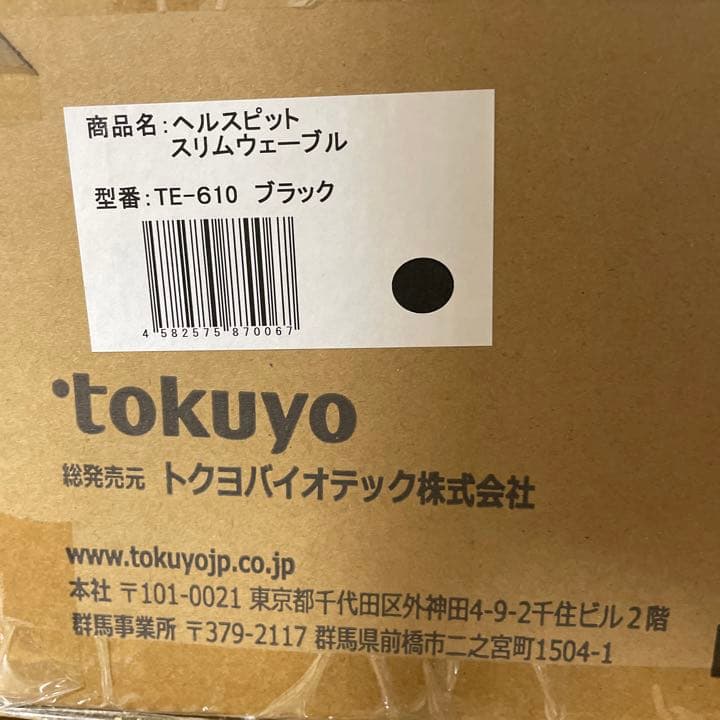 商品名:ヘルスピット
スリムウェーブル
型番:TE-610 ブラック
4 582575 870067
tokuyo
総発売元 トクヨバイオテック株式会社
www.tokuyojp.co.jp
本社 〒101-0021 東京都千代田区外神田4-9-2千住ビル2階
群馬事業所 〒379-2117 群馬県前橋市二之宮町1504-1